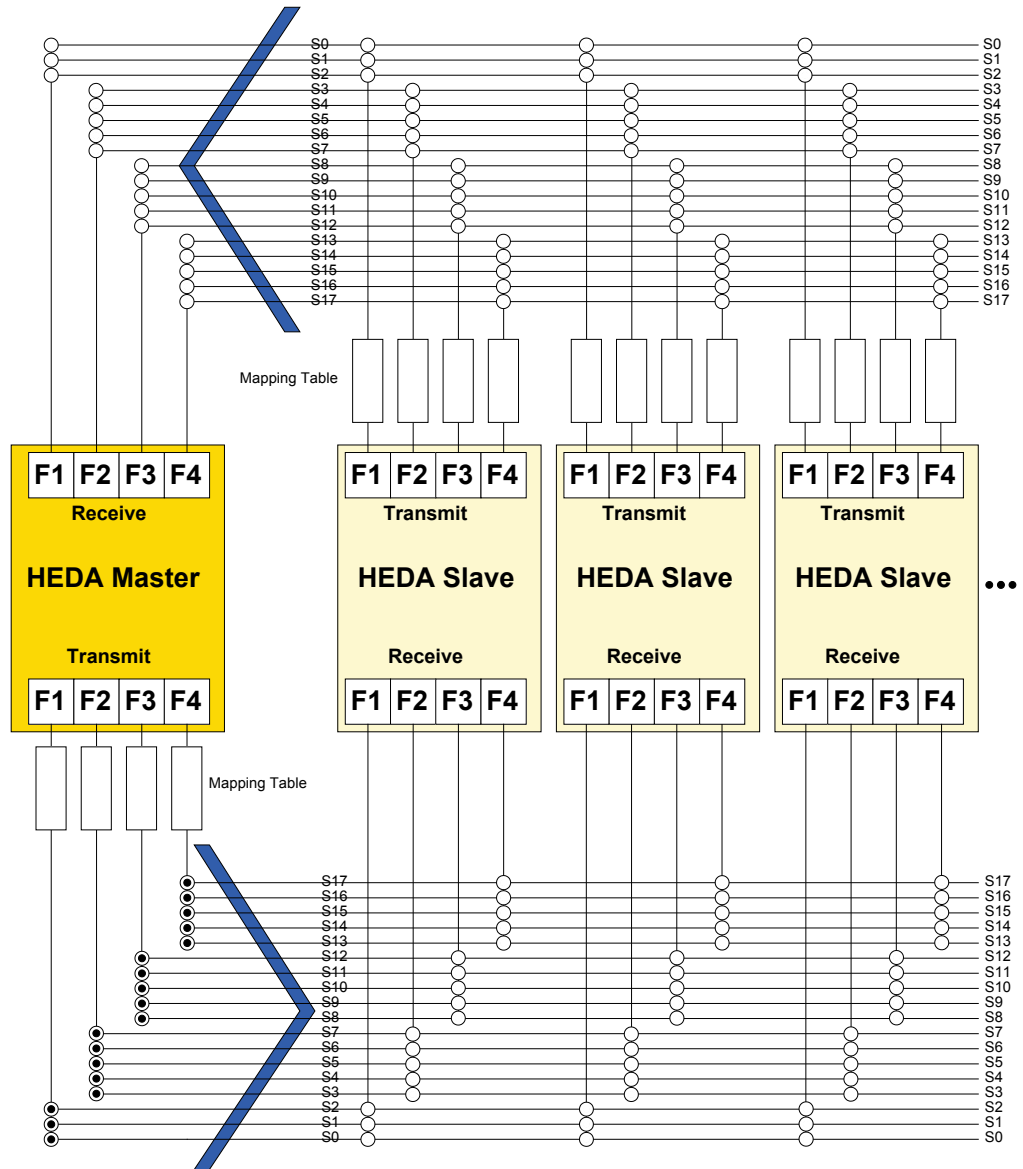 S0 S0
S1 S1
S2 S2
S3 S3
S4 S4
S5 S5
S6 S6
S7 S7
S8 S8
S9 S9
S10 S10
S11 S11
S12 S12
S13 S13
S14 S14
S15 S15
S16 S16
S17 S17
Mapping Table
F1 F2 F3 F4 F1 F2 F3 F4 F1 F2 F3 F4 F1 F2 F3 F4
Receive Transmit Transmit Transmit
HEDA Master HEDA Slave HEDA Slave HEDA Slave ...
Transmit Receive Receive Receive
F1 F2 F3 F4 F1 F2 F3 F4 F1 F2 F3 F4 F1 F2 F3 F4
Mapping Table
S17 S17
S16 S16
S15 S15
S14 S14
S13 S13
S12 S12
S11 S11
S10 S10
S9 S9
S8 S8
S7 S7
S6 S6
S5 S5
S4 S4
S3 S3
S2 S2
S1 S1
S0 S0